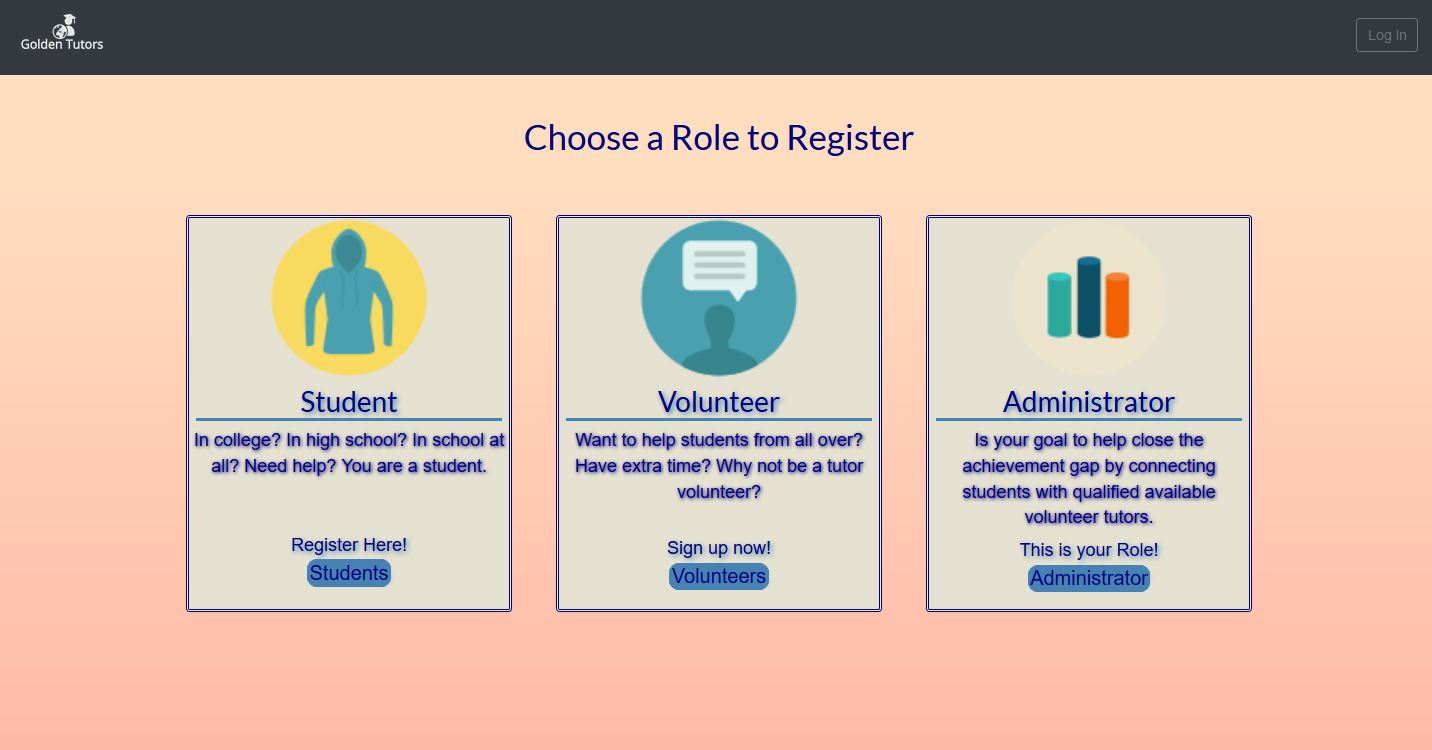 Golden Tutors
Log In
Choose a Role to Register
Student
In college? In high school? In school at
all? Need help? You are a student.
Register Here!
Students
Volunteer
Want to help students from all over?
Have extra time? Why not be a tutor
volunteer?
Sign up now!
Volunteers
Administrator
Is your goal to help close the
achievement gap by connecting
students with qualified available
volunteer tutors.
This is your Role!
Administrator